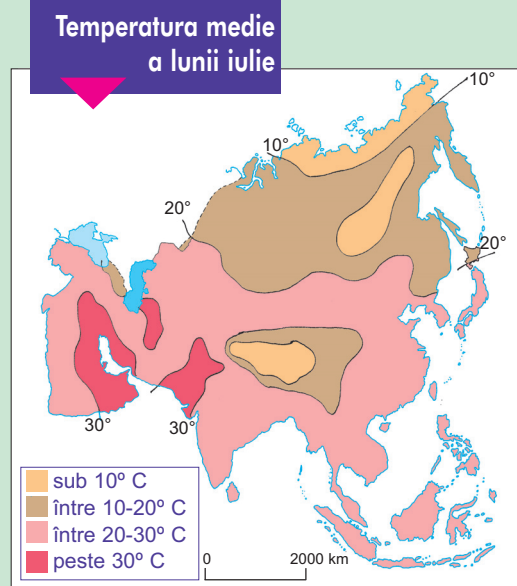 Temperatura medie
a lunii iulie
10°
10°
20°
20°
30°
30°
sub 10º C
între 10-20º C
între 20-30º C
peste 30º C
0 2000 km